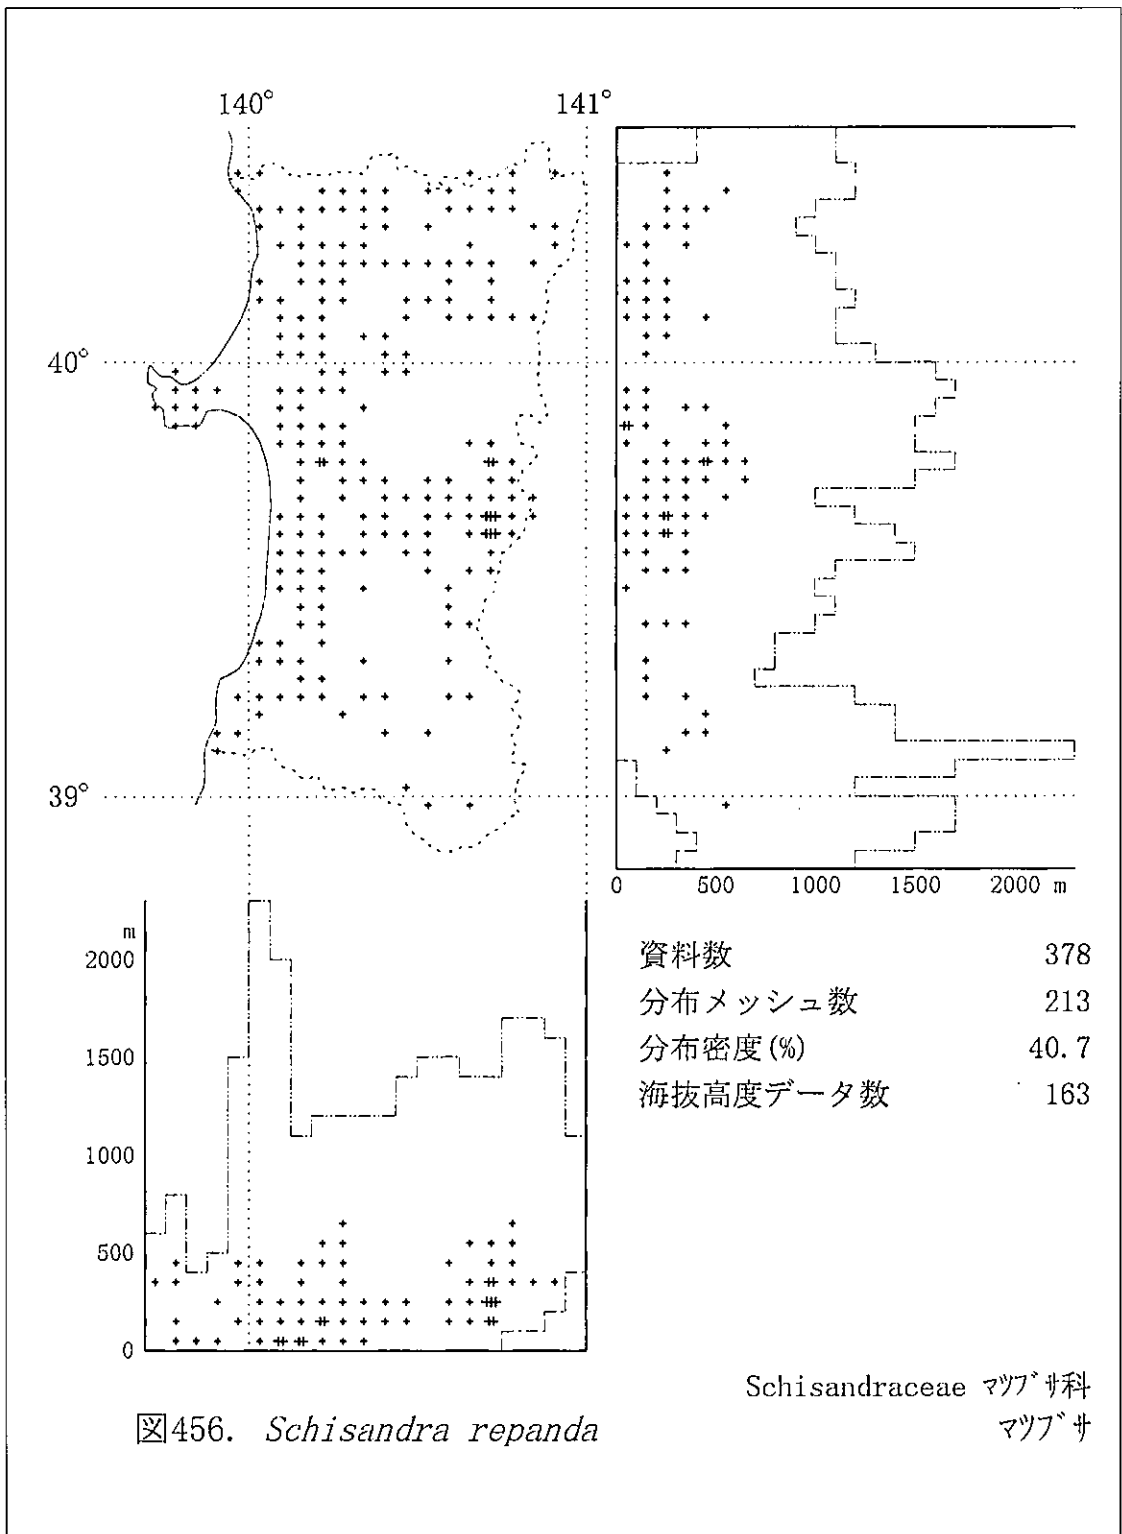 140°
141°
40°
39°
0 500 1000 1500 2000 m
m
2000
1500
1000
500
0
資料数 378
分布メッシュ数 213
分布密度(%) 40.7
海抜高度データ数 163
Schisandraceae ﾏﾂﾌﾞｻ科
ﾏﾂﾌﾞｻ
図456. Schisandra repanda